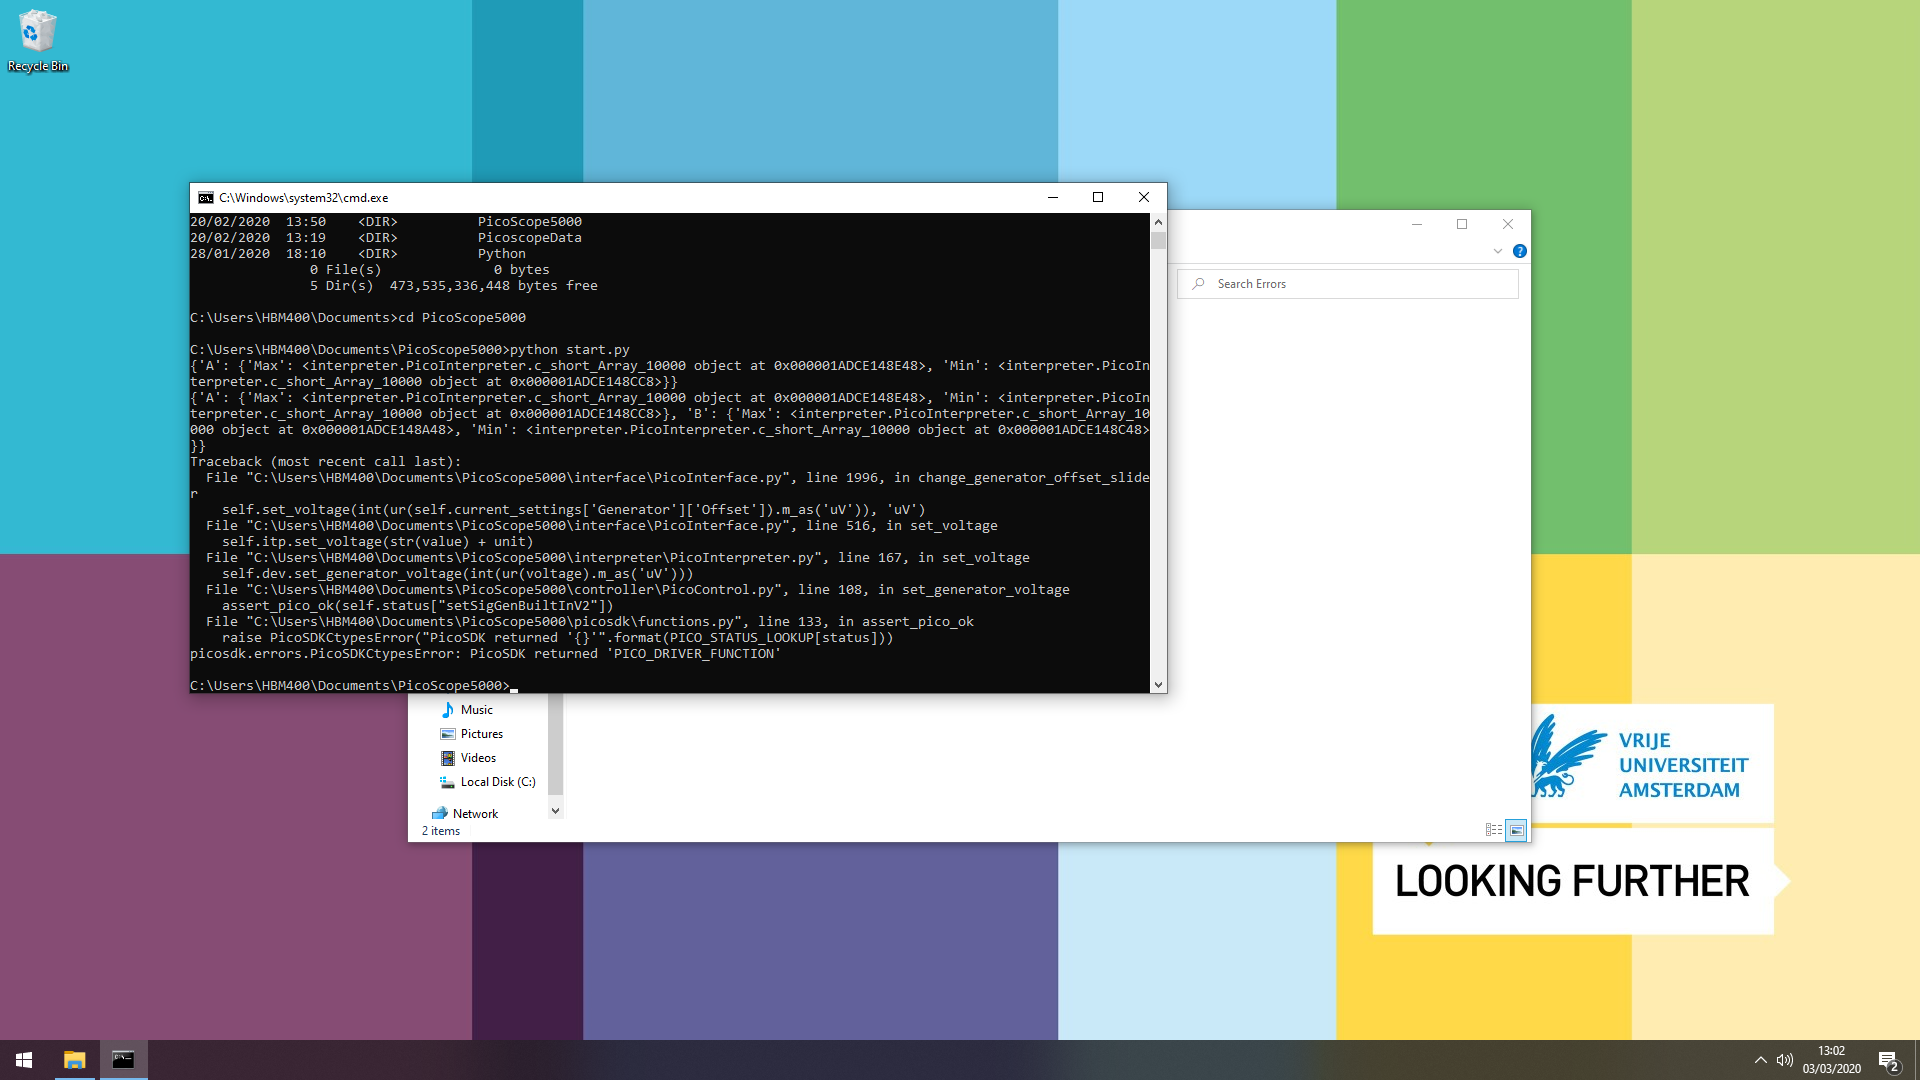 Recycle Bin
C:\Windows\system32\cmd.exe
20/02/2020  13:50    <DIR>          PicoScope5000
20/02/2020  13:19    <DIR>          PicoscopeData
28/01/2020  18:10    <DIR>          Python
               0 File(s)              0 bytes
               5 Dir(s)  473,535,336,448 bytes free
C:\Users\HBM400\Documents>cd PicoScope5000
C:\Users\HBM400\Documents\PicoScope5000>python start.py
{'A': {'Max': <interpreter.PicoInterpreter.c_short_Array_10000 object at 0x000001ADCE148E48>, 'Min': <interpreter.PicoIn
terpreter.c_short_Array_10000 object at 0x000001ADCE148CC8>}}
{'A': {'Max': <interpreter.PicoInterpreter.c_short_Array_10000 object at 0x000001ADCE148E48>, 'Min': <interpreter.PicoIn
terpreter.c_short_Array_10000 object at 0x000001ADCE148CC8>}, 'B': {'Max': <interpreter.PicoInterpreter.c_short_Array_10
000 object at 0x000001ADCE148A48>, 'Min': <interpreter.PicoInterpreter.c_short_Array_10000 object at 0x000001ADCE148C48>
}}
Traceback (most recent call last):
  File "C:\Users\HBM400\Documents\PicoScope5000\interface\PicoInterface.py", line 1996, in change_generator_offset_slide
r
    self.set_voltage(int(ur(self.current_settings['Generator']['Offset']).m_as('uV')), 'uV')
  File "C:\Users\HBM400\Documents\PicoScope5000\interface\PicoInterface.py", line 516, in set_voltage
    self.itp.set_voltage(str(value) + unit)
  File "C:\Users\HBM400\Documents\PicoScope5000\interpreter\PicoInterpreter.py", line 167, in set_voltage
    self.dev.set_generator_voltage(int(ur(voltage).m_as('uV')))
  File "C:\Users\HBM400\Documents\PicoScope5000\controller\PicoControl.py", line 108, in set_generator_voltage
    assert_pico_ok(self.status["setSigGenBuiltInV2"])
  File "C:\Users\HBM400\Documents\PicoScope5000\picosdk\functions.py", line 133, in assert_pico_ok
    raise PicoSDKCtypesError("PicoSDK returned '{}'".format(PICO_STATUS_LOOKUP[status]))
picosdk.errors.PicoSDKCtypesError: PicoSDK returned 'PICO_DRIVER_FUNCTION'
C:\Users\HBM400\Documents\PicoScope5000>
Search Errors
Music
Pictures
Videos
Local Disk (C:)
Network
2 items
VRIJE
UNIVERSITEIT
AMSTERDAM
LOOKING FURTHER
13:02
03/03/2020
2